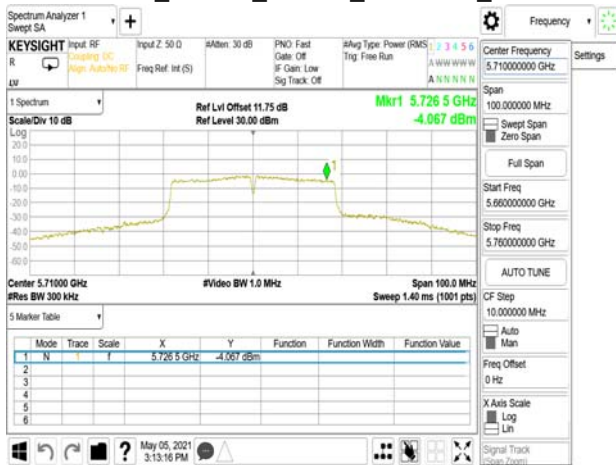 Spectrum Analyzer 1
Swept SA
Frequency
KEYSIGHT
Input: RF
Coupling: DC
Align: Auto/No RF
Input Z: 50 Ω
Freq Ref: Int (S)
#Atten: 30 dB
PNO: Fast
Gate: Off
IF Gain: Low
Sig Track: Off
#Avg Type: Power (RMS
Trig: Free Run
1 2 3 4 5 6
A W W W W W
A N N N N N
R
1 Spectrum
Scale/Div 10 dB
Ref Lvl Offset 11.75 dB
Ref Level 30.00 dBm
Mkr1 5.726 5 GHz
-4.067 dBm
Log
20.0
10.0
0.00
-10.0
-20.0
-30.0
-40.0
-50.0
-60.0
1
Center 5.71000 GHz
#Res BW 300 kHz
#Video BW 1.0 MHz
Span 100.0 MHz
Sweep 1.40 ms (1001 pts)
5 Marker Table
Mode Trace Scale X Y Function Function Width Function Value
1 N 1 f 5.726 5 GHz -4.067 dBm
2
3
4
5
6
May 05, 2021
3:13:16 PM
Center Frequency
5.710000000 GHz
Settings
Span
100.000000 MHz
Swept Span
Zero Span
Full Span
Start Freq
5.660000000 GHz
Stop Freq
5.760000000 GHz
AUTO TUNE
CF Step
10.000000 MHz
Auto
Man
Freq Offset
0 Hz
X Axis Scale
Log
Lin
Signal Track
(Span Zoom)